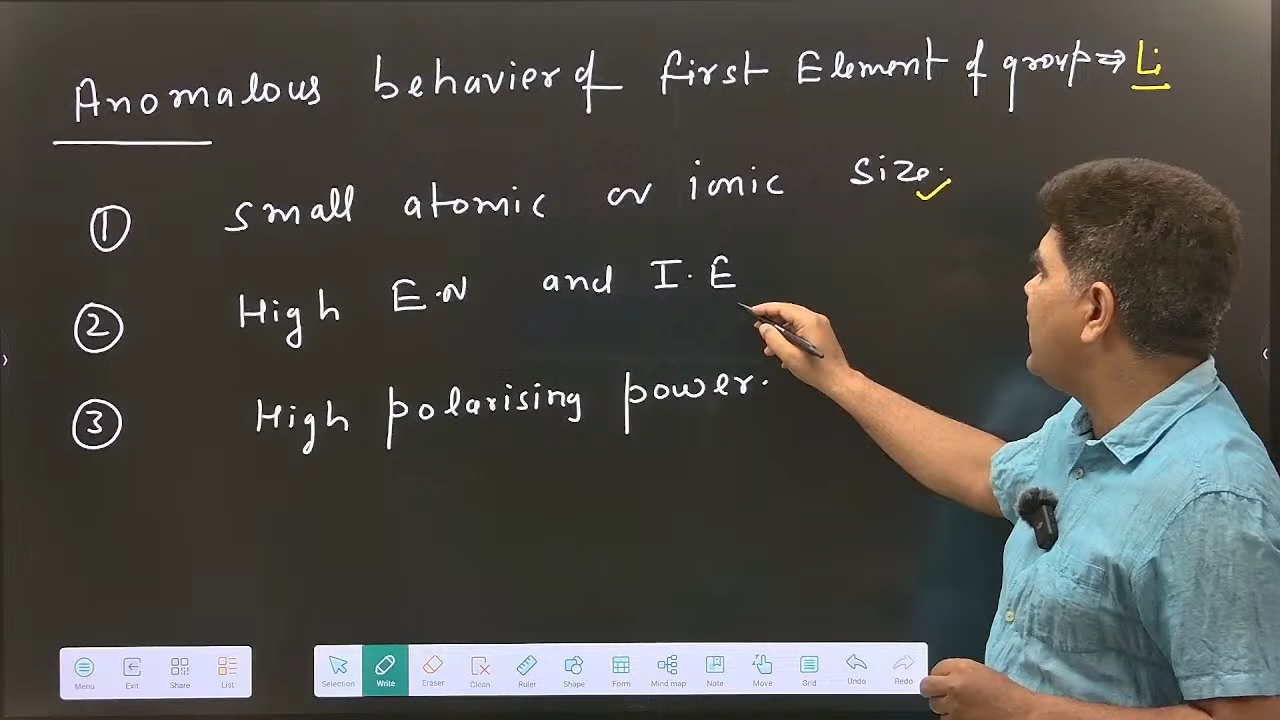 Anomalous behavier of first Element of group ⇒ Li
① small atomic or ionic size.
② High E.N and I.E
③ High polarising power.
Menu Exit Share List Selection Write Eraser Clean Ruler Shape Form Mind map Note Move Grid Undo Redo